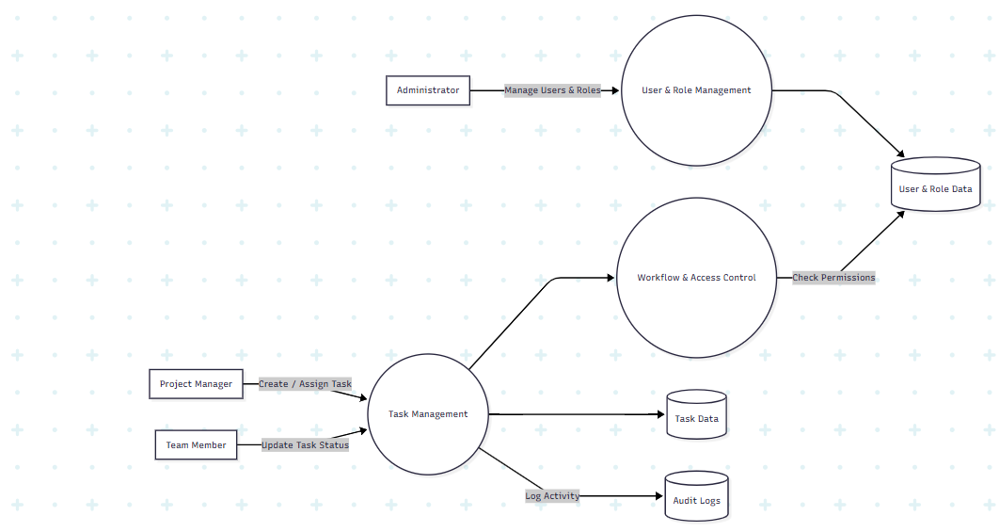 Administrator
Manage Users & Roles
User & Role Management
User & Role Data
Workflow & Access Control
Check Permissions
Project Manager
Create / Assign Task
Task Management
Team Member
Update Task Status
Task Data
Log Activity
Audit Logs